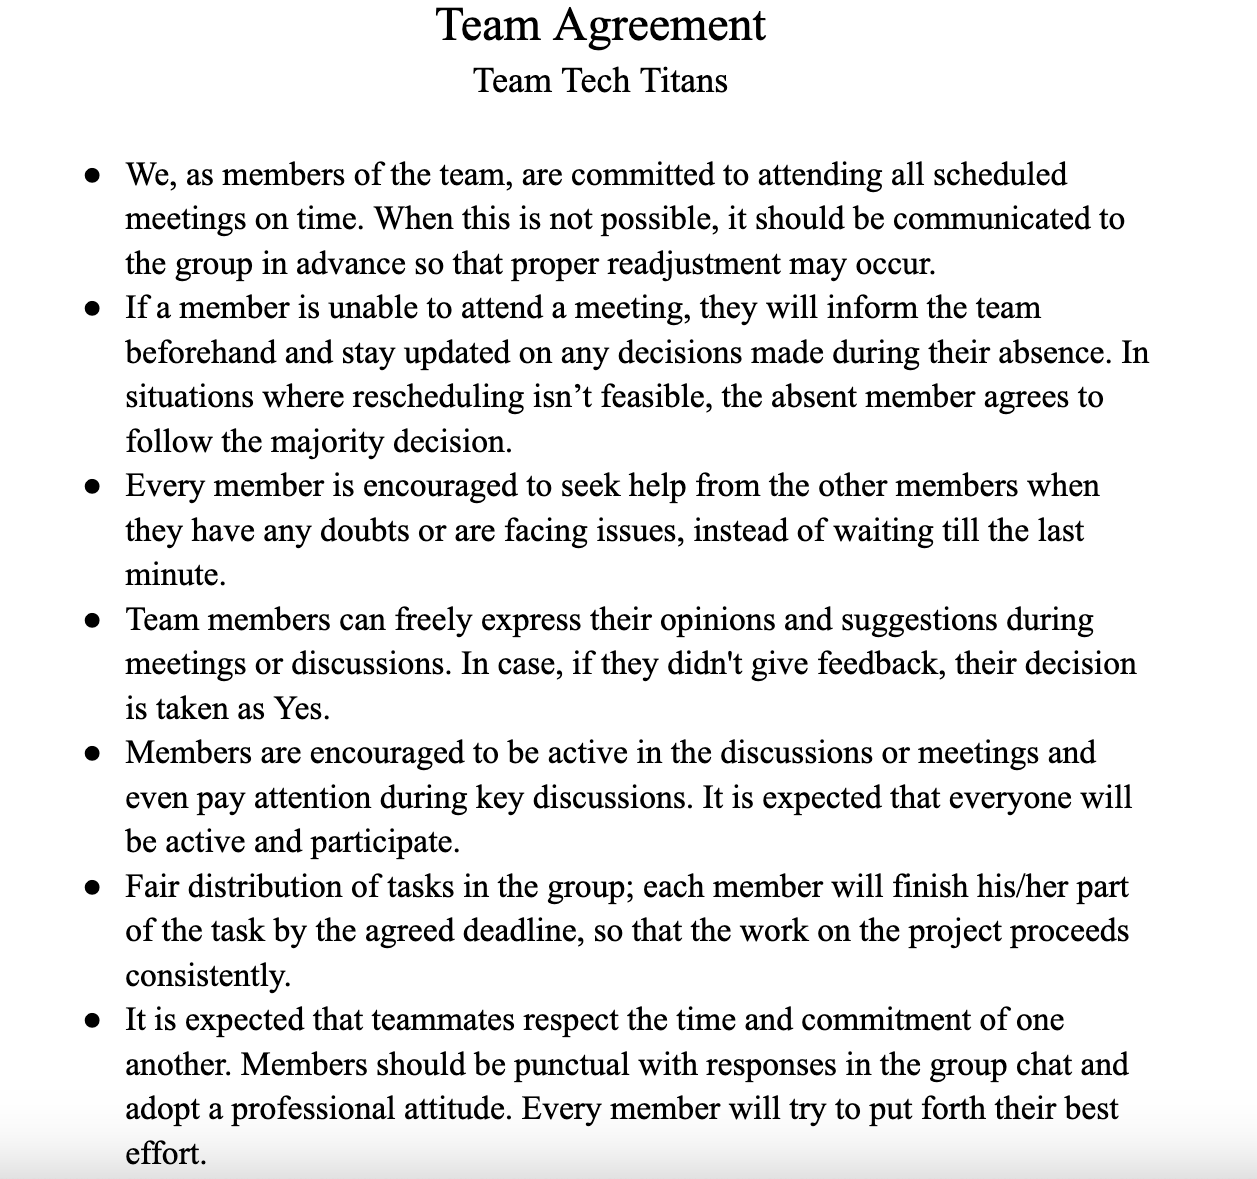 Team Agreement
Team Tech Titans
● We, as members of the team, are committed to attending all scheduled
meetings on time. When this is not possible, it should be communicated to
the group in advance so that proper readjustment may occur.
● If a member is unable to attend a meeting, they will inform the team
beforehand and stay updated on any decisions made during their absence. In
situations where rescheduling isn’t feasible, the absent member agrees to
follow the majority decision.
● Every member is encouraged to seek help from the other members when
they have any doubts or are facing issues, instead of waiting till the last
minute.
● Team members can freely express their opinions and suggestions during
meetings or discussions. In case, if they didn't give feedback, their decision
is taken as Yes.
● Members are encouraged to be active in the discussions or meetings and
even pay attention during key discussions. It is expected that everyone will
be active and participate.
● Fair distribution of tasks in the group; each member will finish his/her part
of the task by the agreed deadline, so that the work on the project proceeds
consistently.
● It is expected that teammates respect the time and commitment of one
another. Members should be punctual with responses in the group chat and
adopt a professional attitude. Every member will try to put forth their best
effort.